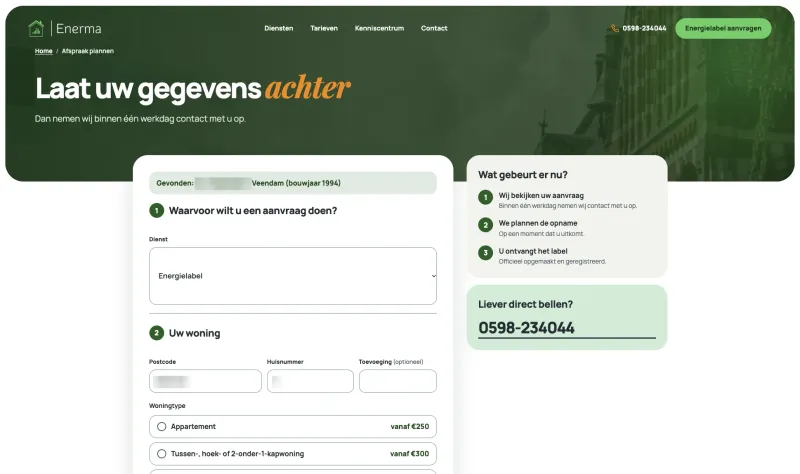 Enerma
Diensten Tarieven Kenniscentrum Contact
0598-234044
Energielabel aanvragen
Home / Afspraak plannen
Laat uw gegevens achter
Dan nemen wij binnen één werkdag contact met u op.
Gevonden: Veendam (bouwjaar 1994)
1 Waarvoor wilt u een aanvraag doen?
Dienst
Energielabel
2 Uw woning
Postcode Huisnummer Toevoeging (optioneel)
Woningtype
Appartement vanaf €250
Tussen-, hoek- of 2-onder-1-kapwoning vanaf €300
Wat gebeurt er nu?
1 Wij bekijken uw aanvraag
Binnen één werkdag nemen wij contact met u op.
2 We plannen de opname
Op een moment dat u uitkomt.
3 U ontvangt het label
Officieel opgemaakt en geregistreerd.
Liever direct bellen?
0598-234044